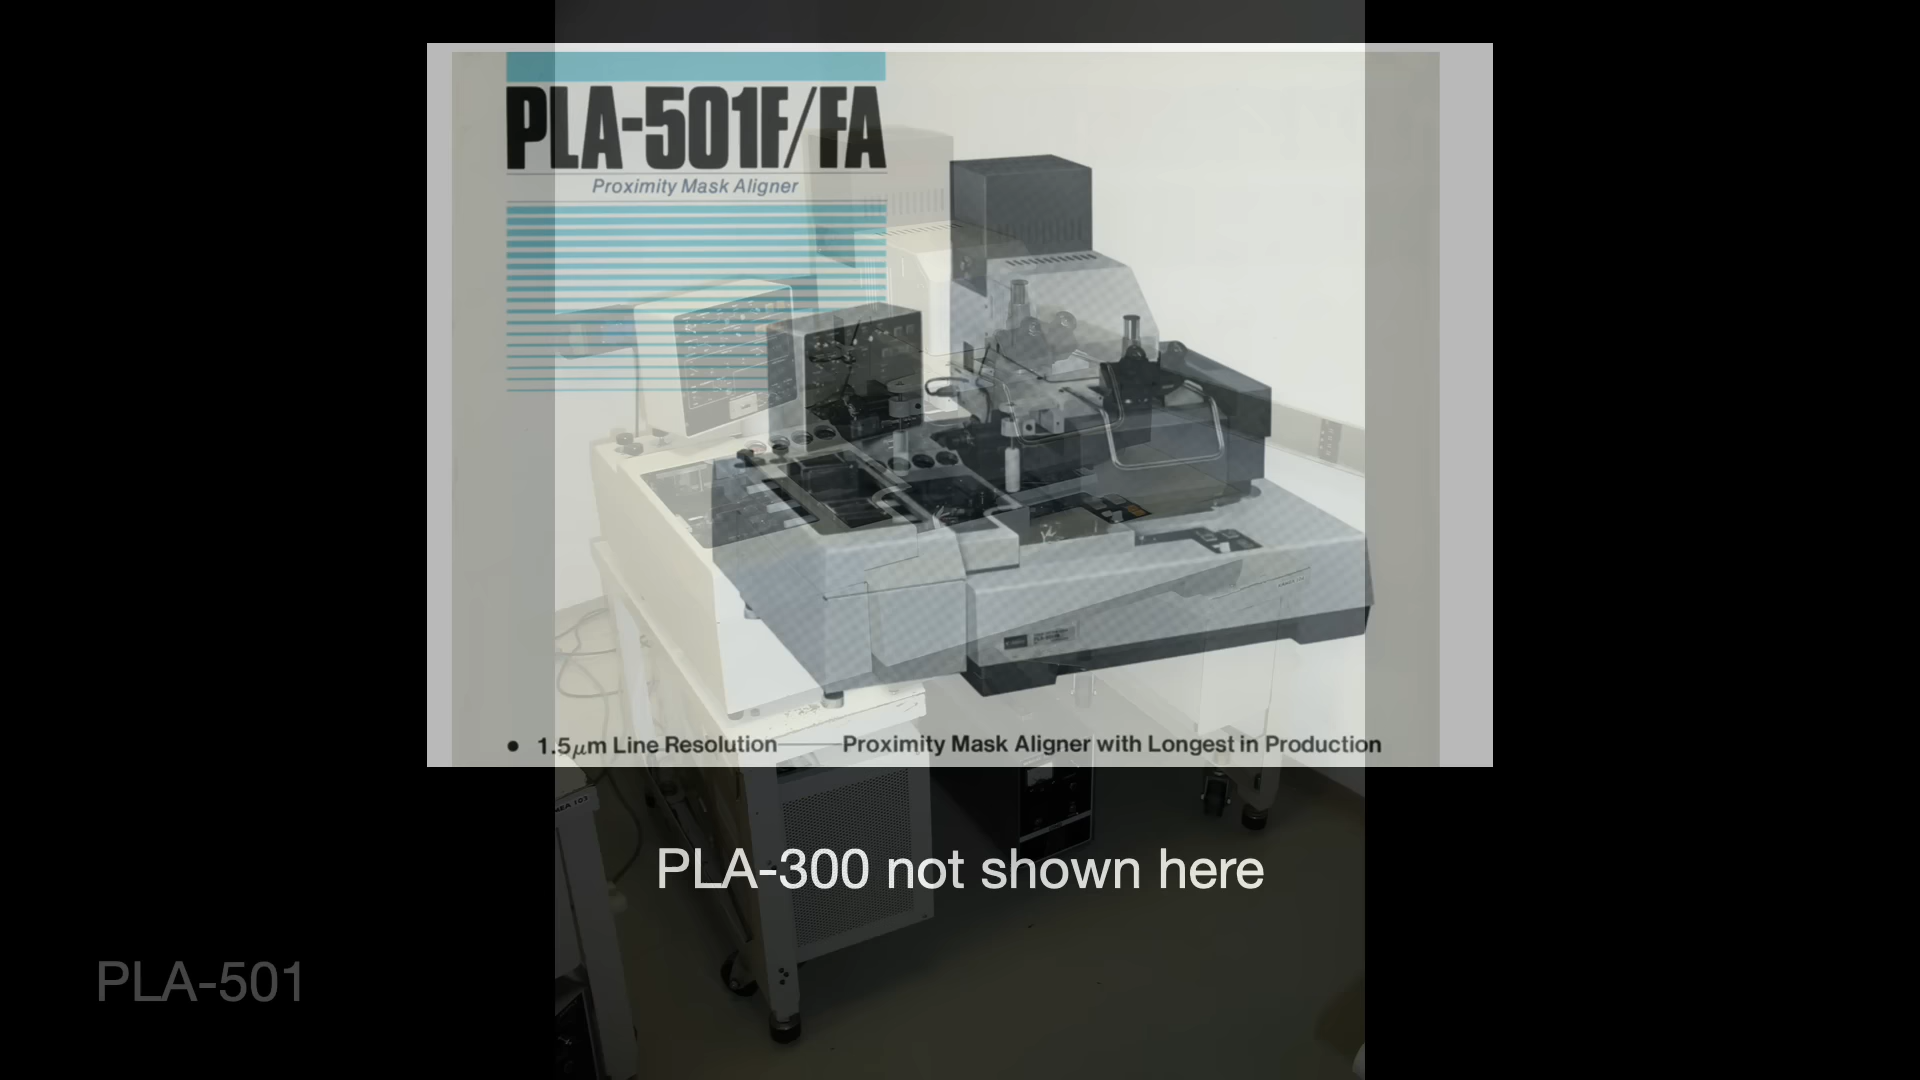 PLA-501F/FA
Proximity Mask Aligner
• 1.5μm Line Resolution——Proximity Mask Aligner with Longest in Production
PLA-300 not shown here
PLA-501